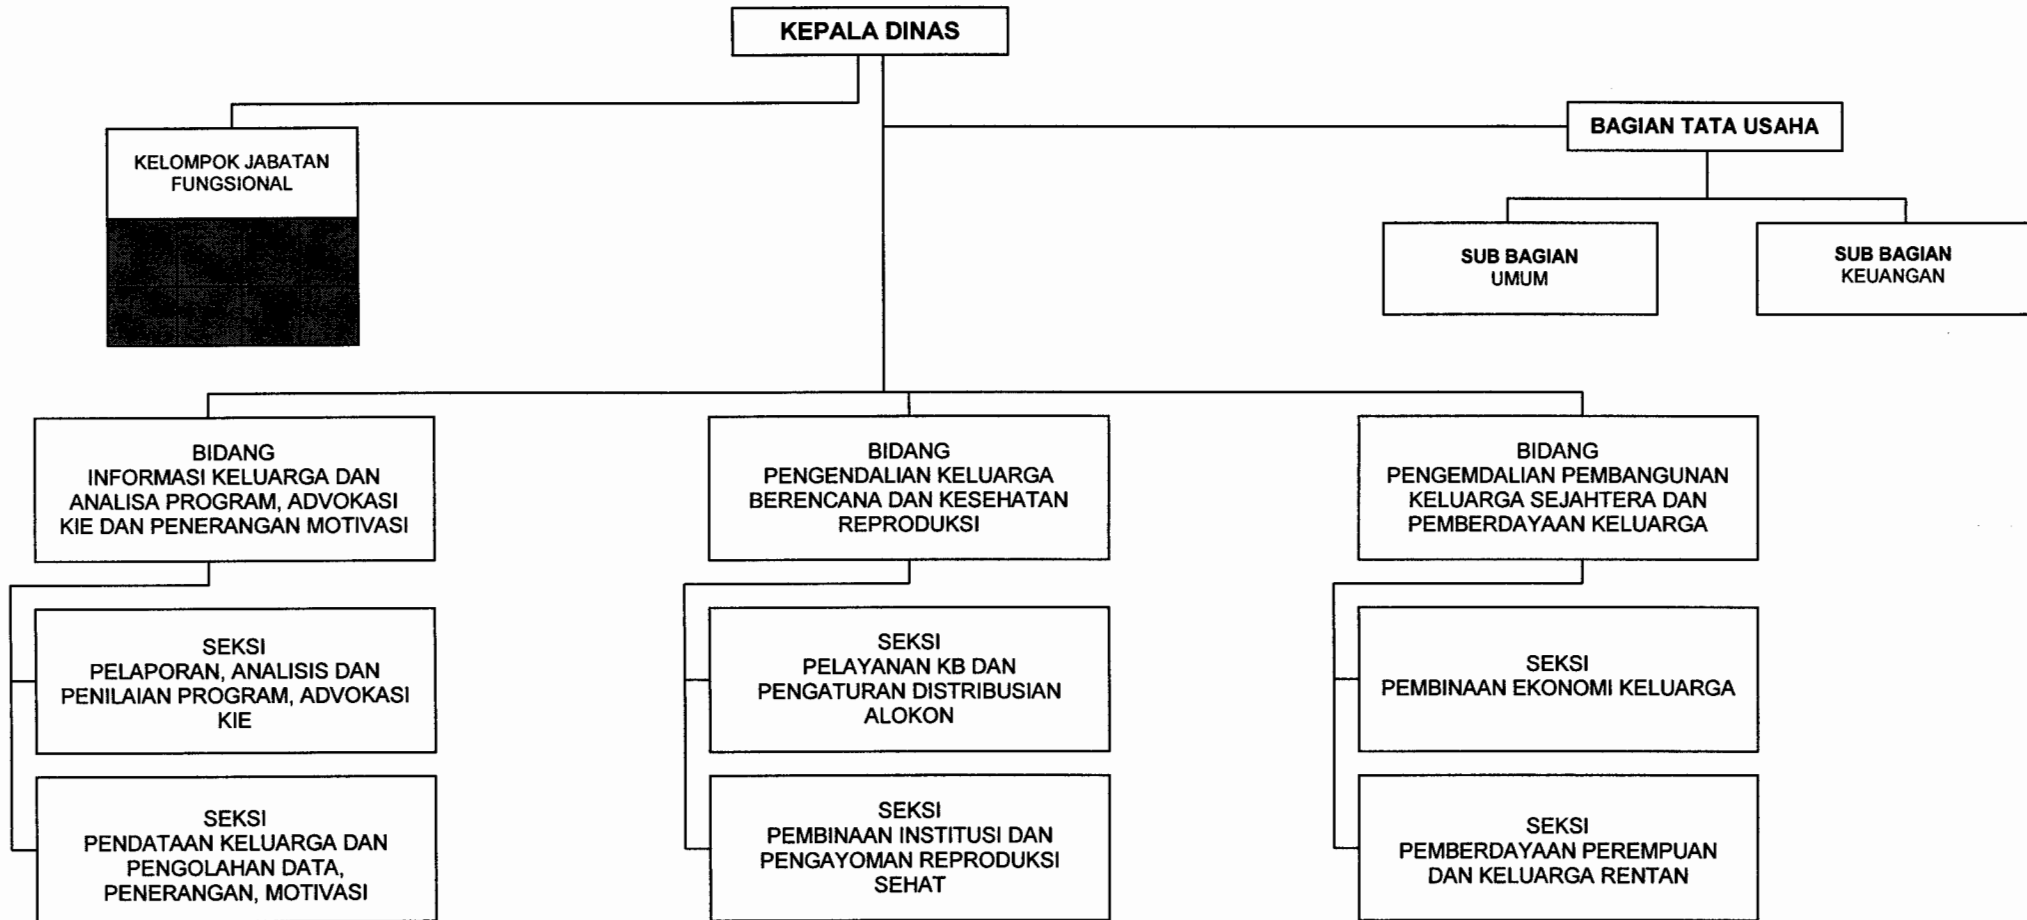 KEPALA DINAS
KELOMPOK JABATAN
FUNGSIONAL
BAGIAN TATA USAHA
SUB BAGIAN
UMUM
SUB BAGIAN
KEUANGAN
BIDANG
INFORMASI KELUARGA DAN
ANALISA PROGRAM, ADVOKASI
KIE DAN PENERANGAN MOTIVASI
BIDANG
PENGENDALIAN KELUARGA
BERENCANA DAN KESEHATAN
REPRODUKSI
BIDANG
PENGEMDALIAN PEMBANGUNAN
KELUARGA SEJAHTERA DAN
PEMBERDAYAAN KELUARGA
SEKSI
PELAPORAN, ANALISIS DAN
PENILAIAN PROGRAM, ADVOKASI
KIE
SEKSI
PELAYANAN KB DAN
PENGATURAN DISTRIBUSIAN
ALOKON
SEKSI
PEMBINAAN EKONOMI KELUARGA
SEKSI
PENDATAAN KELUARGA DAN
PENGOLAHAN DATA,
PENERANGAN, MOTIVASI
SEKSI
PEMBINAAN INSTITUSI DAN
PENGAYOMAN REPRODUKSI
SEHAT
SEKSI
PEMBERDAYAAN PEREMPUAN
DAN KELUARGA RENTAN